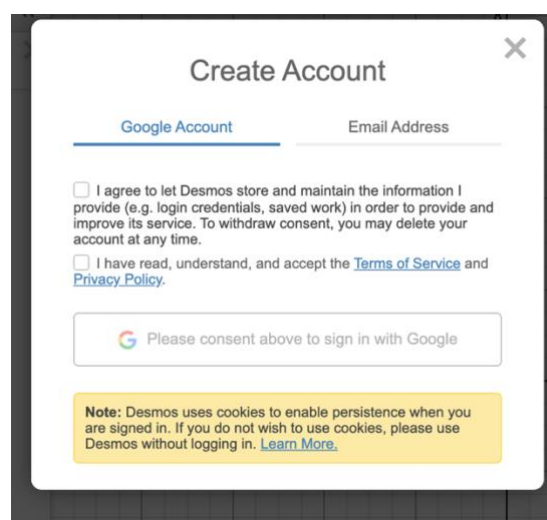 Create Account
Google Account
Email Address
I agree to let Desmos store and maintain the information I
provide (e.g. login credentials, saved work) in order to provide and
improve its service. To withdraw consent, you may delete your
account at any time.
I have read, understand, and accept the Terms of Service and
Privacy Policy.
Please consent above to sign in with Google
Note: Desmos uses cookies to enable persistence when you
are signed in. If you do not wish to use cookies, please use
Desmos without logging in. Learn More.